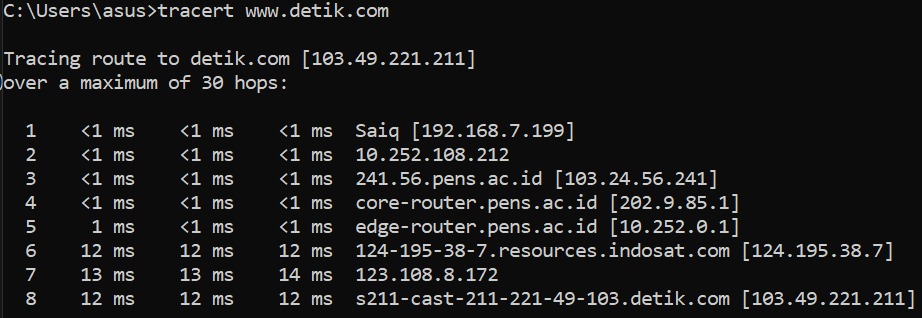 C:\Users\asus>tracert www.detik.com
Tracing route to detik.com [103.49.221.211]
over a maximum of 30 hops:
1 <1 ms <1 ms <1 ms Saiq [192.168.7.199]
2 <1 ms <1 ms <1 ms 10.252.108.212
3 <1 ms <1 ms <1 ms 241.56.pens.ac.id [103.24.56.241]
4 <1 ms <1 ms <1 ms core-router.pens.ac.id [202.9.85.1]
5 1 ms <1 ms <1 ms edge-router.pens.ac.id [10.252.0.1]
6 12 ms 12 ms 12 ms 124-195-38-7.resources.indosat.com [124.195.38.7]
7 13 ms 13 ms 14 ms 123.108.8.172
8 12 ms 12 ms 12 ms s211-cast-211-221-49-103.detik.com [103.49.221.211]